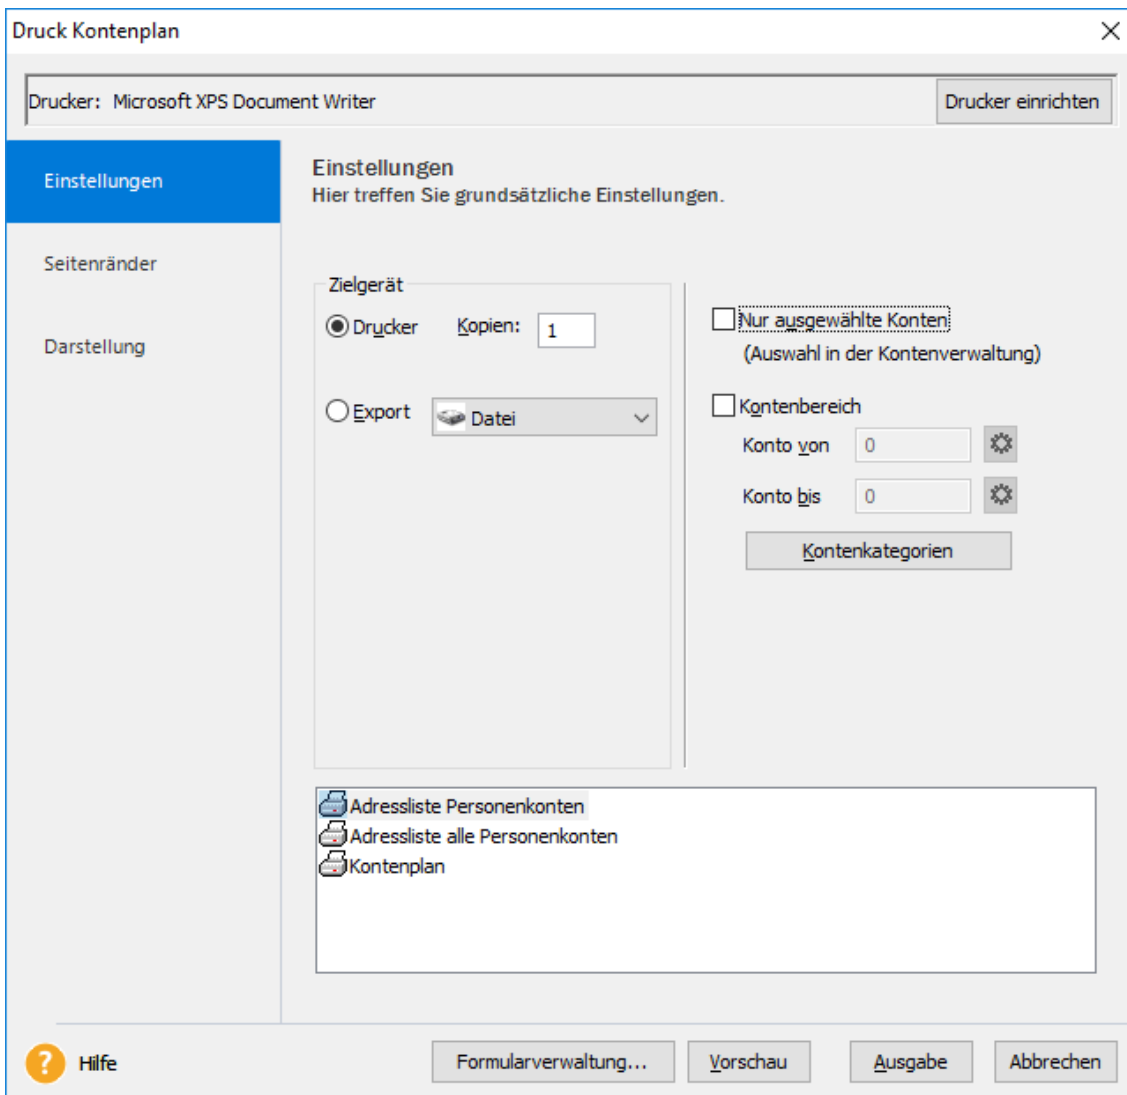 Druck Kontenplan
Drucker: Microsoft XPS Document Writer
Drucker einrichten
Einstellungen
Seitenränder
Darstellung
Einstellungen
Hier treffen Sie grundsätzliche Einstellungen.
Zielgerät
Drucker Kopien: 1
Export Datei
Nur ausgewählte Konten
(Auswahl in der Kontenverwaltung)
Kontenbereich
Konto von 0
Konto bis 0
Kontenkategorien
Adressliste Personenkonten
Adressliste alle Personenkonten
Kontenplan
? Hilfe
Formularverwaltung...
Vorschau
Ausgabe
Abbrechen